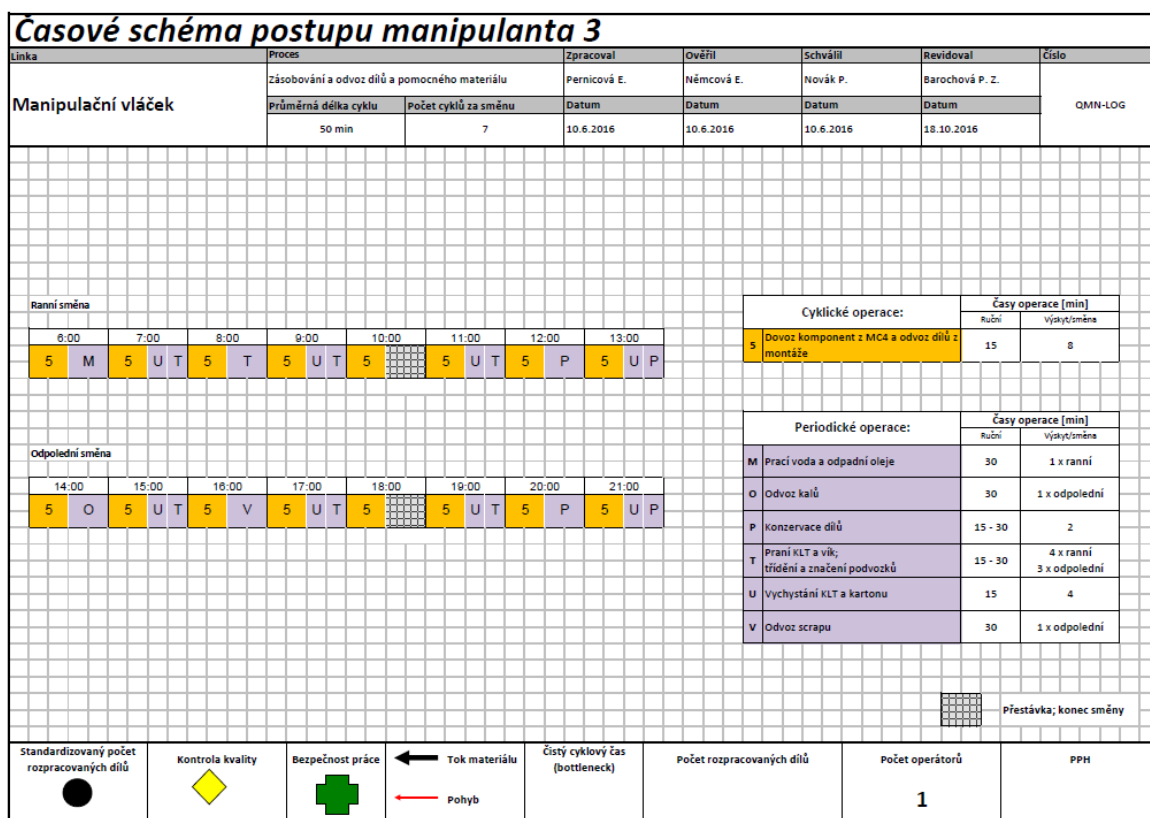 Časové schéma postupu manipulanta 3
Linka Proces Zpracoval Ověřil Schválil Revidoval Číslo
Manipulační vláček Zásobování a odvoz dílů a pomocného materiálu Pernicová E. Němcová E. Novák P. Barochová P. Z. QMN-LOG
Průměrná délka cyklu Počet cyklů za směnu Datum Datum Datum Datum
50 min 7 10.6.2016 10.6.2016 10.6.2016 18.10.2016
Ranní směna
6:00 7:00 8:00 9:00 10:00 11:00 12:00 13:00
5 M 5 U T 5 T 5 U T 5 5 U T 5 P 5 U P
Cyklické operace: Časy operace [min]
Ruční Výskyt/směna
5 Dovoz komponent z MC4 a odvoz dílů z
montáže 15 8
Odpolední směna
14:00 15:00 16:00 17:00 18:00 19:00 20:00 21:00
5 O 5 U T 5 V 5 U T 5 5 U T 5 P 5 U P
Periodické operace: Časy operace [min]
Ruční Výskyt/směna
M Prací voda a odpadní oleje 30 1 x ranní
O Odvoz kalů 30 1 x odpolední
P Konzervace dílů 15 - 30 2
T Praní KLT a vík;
třídění a značení podvozků 15 - 30 4 x ranní
3 x odpolední
U Vychystání KLT a kartonu 15 4
V Odvoz scrapu 30 1 x odpolední
Přestávka; konec směny
Standardizovaný počet
rozpracovaných dílů
Kontrola kvality
Bezpečnost práce
Tok materiálu
Pohyb
Čistý cyklový čas
(bottleneck)
Počet rozpracovaných dílů
Počet operátorů
1
PPH